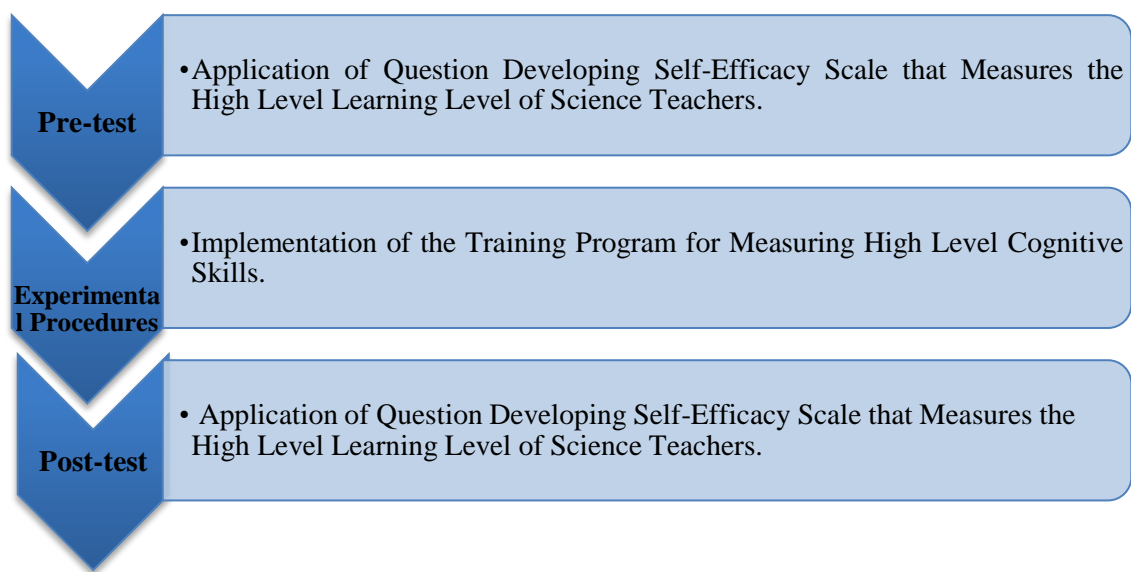 Pre-test
•Application of Question Developing Self-Efficacy Scale that Measures the
High Level Learning Level of Science Teachers.
Experimenta
l Procedures
•Implementation of the Training Program for Measuring High Level Cognitive
Skills.
Post-test
• Application of Question Developing Self-Efficacy Scale that Measures the
High Level Learning Level of Science Teachers.